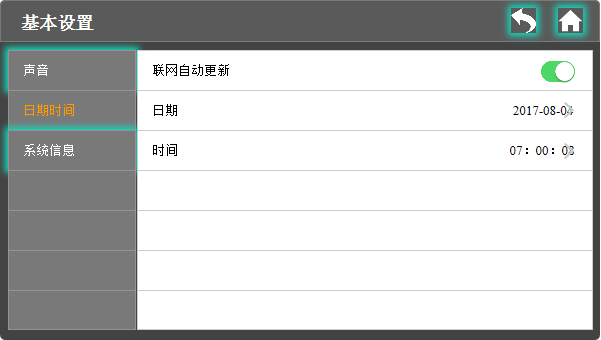 基本设置
声音
联网自动更新
日期时间
日期
2017-08-04
系统信息
时间
07：00：08